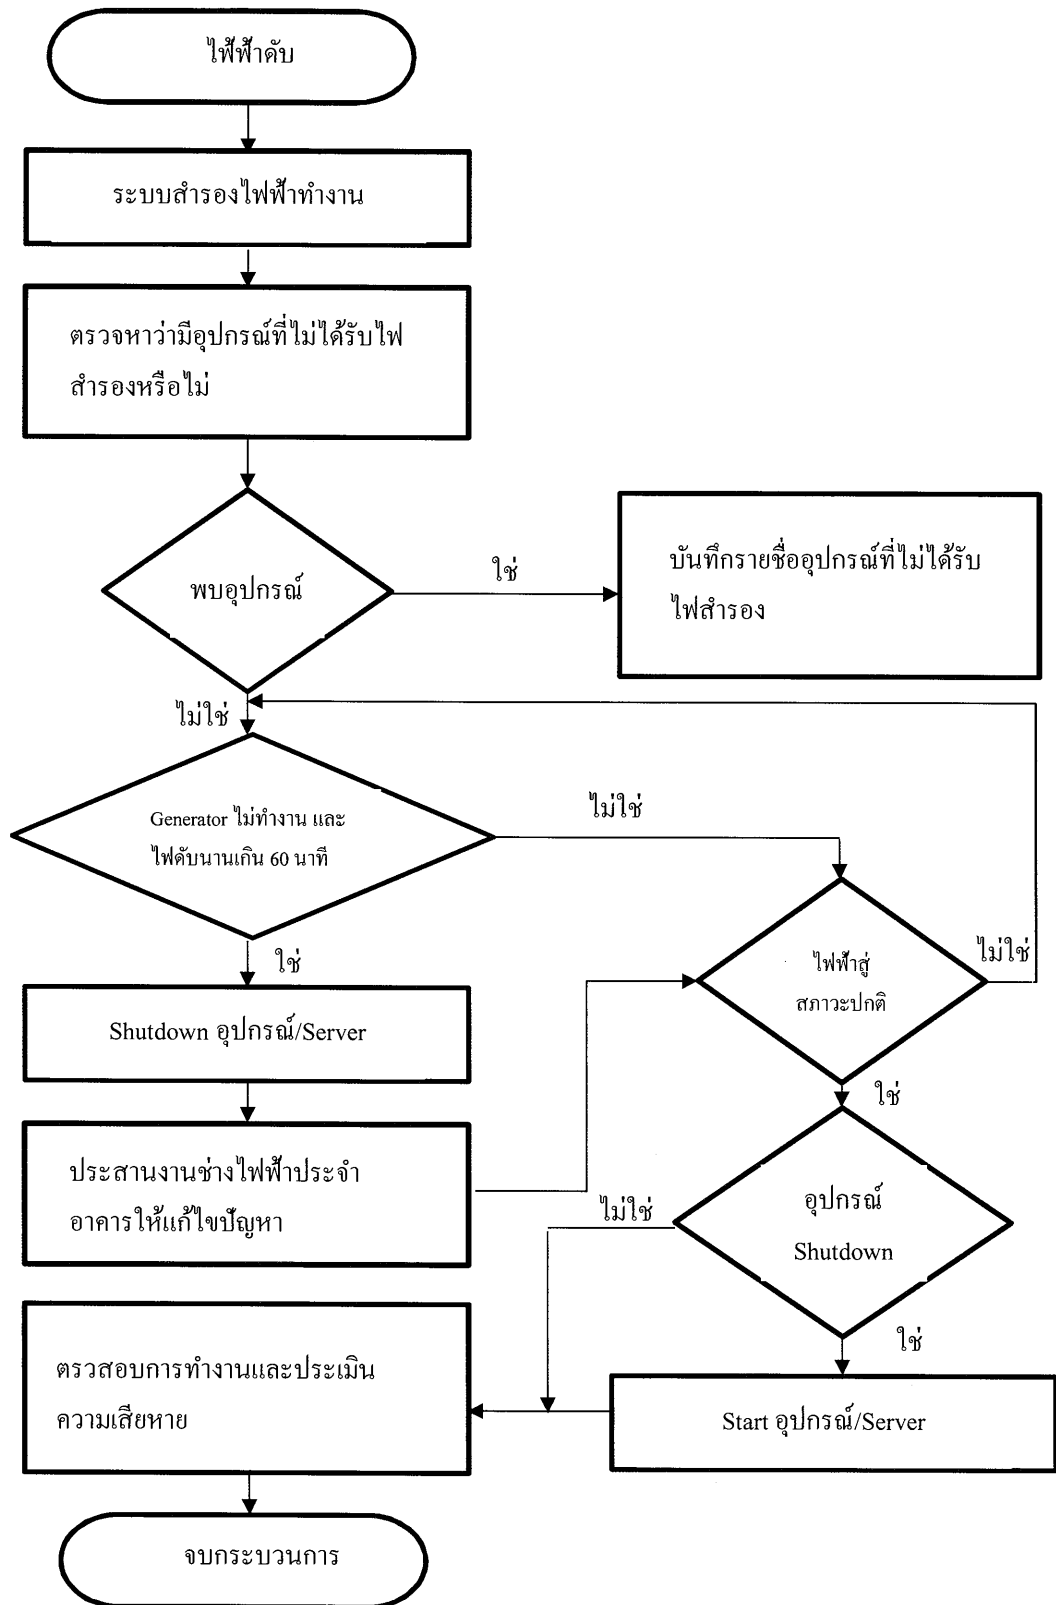 ไฟ้ฟ้าดับ
ระบบสำรองไฟฟ้าทำงาน
ตรวจหาว่ามีอุปกรณ์ที่ไม่ได้รับไฟ
สำรองหรือไม่
พบอุปกรณ์
ใช่
บันทึกรายชื่ออุปกรณ์ที่ไม่ได้รับ
ไฟสำรอง
ไม่ใช่
Generator ไม่ทำงาน และ
ไฟดับนานเกิน 60 นาที
ไม่ใช่
ใช่
ไฟฟ้าสู่
สภาวะปกติ
ไม่ใช่
Shutdown อุปกรณ์/Server
ใช่
ประสานงานช่างไฟฟ้าประจำ
อาคารให้แก้ไขปัญหา
ไม่ใช่
อุปกรณ์
Shutdown
ใช่
ตรวสอบการทำงานและประเมิน
ความเสียหาย
Start อุปกรณ์/Server
จบกระบวนการ